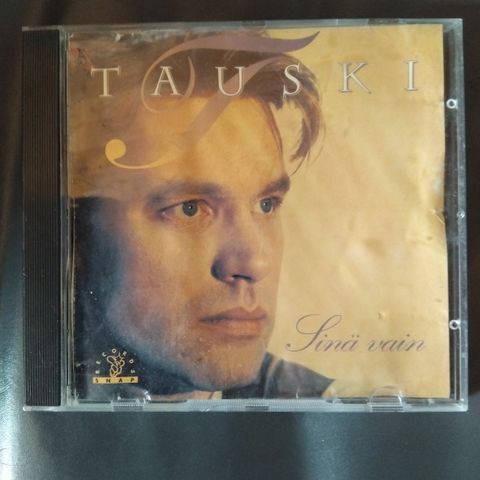 TAUSKI
Sinä vain
RECORDS
SNAP